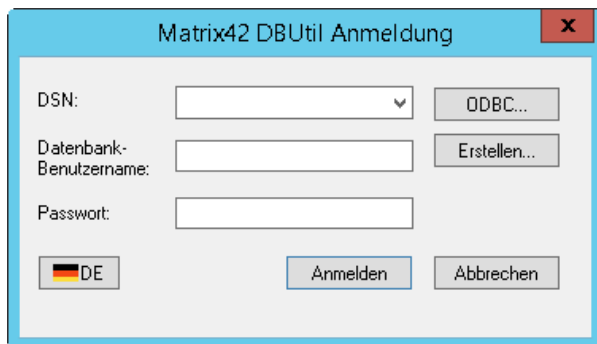 Matrix42 DBUtil Anmeldung
x
DSN:
ODBC...
Datenbank-
Benutzername:
Erstellen...
Passwort:
DE
Anmelden
Abbrechen